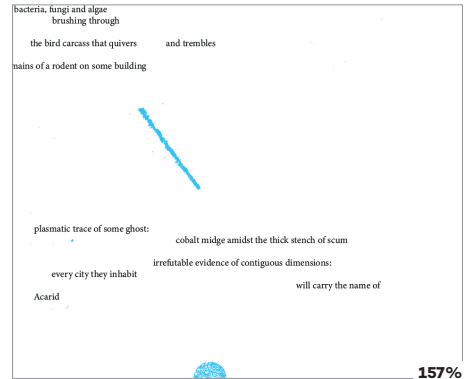 bacteria, fungi and algae
brushing through
the bird carcass that quivers and trembles
mains of a rodent on some building
plasmatic trace of some ghost:
cobalt midge amidst the thick stench of scum
irrefutable evidence of contiguous dimensions:
every city they inhabit
will carry the name of
Acarid
157%